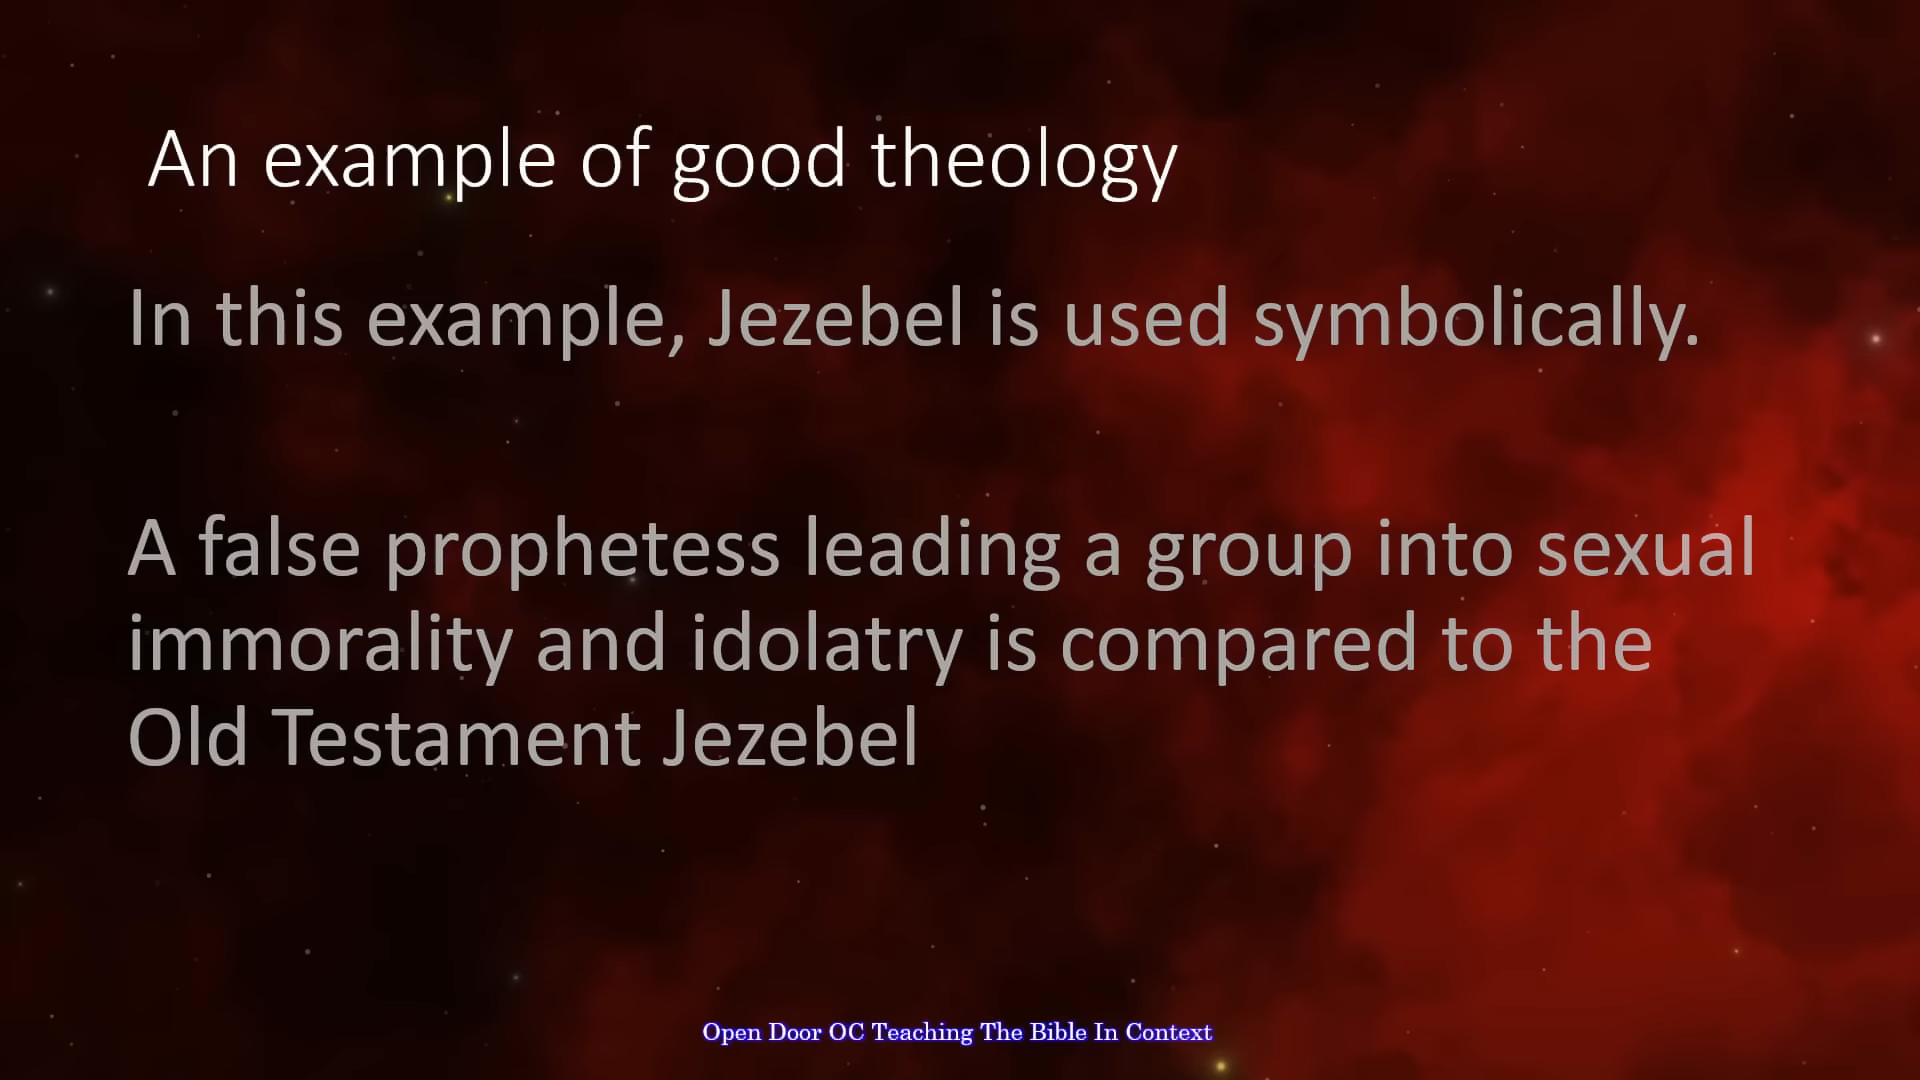 An example of good theology
In this example, Jezebel is used symbolically.
A false prophetess leading a group into sexual
immorality and idolatry is compared to the
Old Testament Jezebel
Open Door OC Teaching The Bible In Context